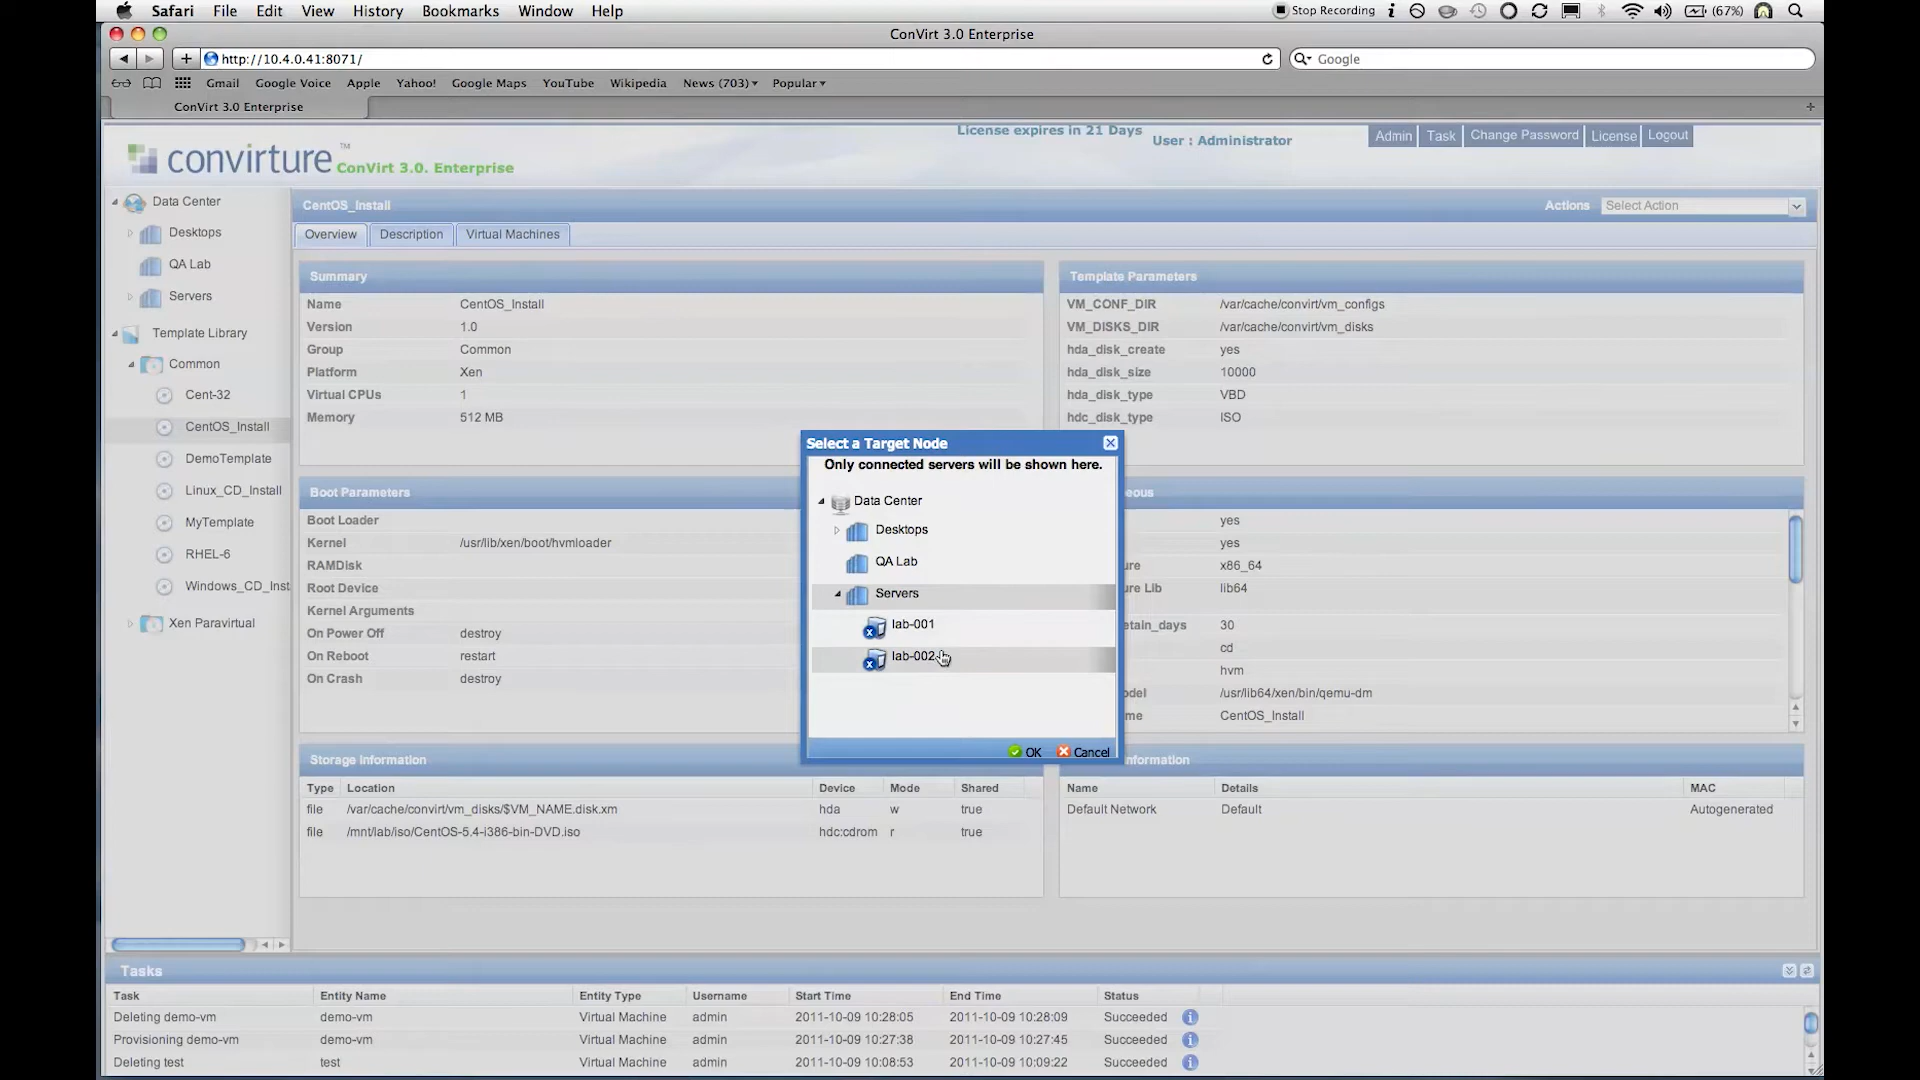 Safari File Edit View History Bookmarks Window Help Stop Recording (67%)
ConVirt 3.0 Enterprise
http://10.4.0.41:8071/ Google
Gmail Google Voice Apple Yahoo! Google Maps YouTube Wikipedia News (703) Popular
ConVirt 3.0 Enterprise
License expires in 21 Days User : Administrator Admin Task Change Password License Logout
convirture™ ConVirt 3.0. Enterprise
Data Center
Desktops
QA Lab
Servers
Template Library
Common
Cent-32
CentOS_Install
DemoTemplate
Linux_CD_Install
MyTemplate
RHEL-6
Windows_CD_Inst
Xen Paravirtual
CentOS_Install Actions Select Action
Overview Description Virtual Machines
Summary
Name CentOS_Install
Version 1.0
Group Common
Platform Xen
Virtual CPUs 1
Memory 512 MB
Template Parameters
VM_CONF_DIR /var/cache/convirt/vm_configs
VM_DISKS_DIR /var/cache/convirt/vm_disks
hda_disk_create yes
hda_disk_size 10000
hda_disk_type VBD
hdc_disk_type ISO
Boot Parameters
Boot Loader
Kernel /usr/lib/xen/boot/hvmloader
RAMDisk
Root Device
Kernel Arguments
On Power Off destroy
On Reboot restart
On Crash destroy
Select a Target Node
Only connected servers will be shown here.
Data Center
Desktops
QA Lab
Servers
lab-001
lab-002
OK Cancel
eous
yes
yes
ure x86_64
ure Lib lib64
etain_days 30
cd
hvm
odel /usr/lib64/xen/bin/qemu-dm
me CentOS_Install
Storage Information
Type Location Device Mode Shared
file /var/cache/convirt/vm_disks/$VM_NAME.disk.xm hda w true
file /mnt/lab/iso/CentOS-5.4-i386-bin-DVD.iso hdc:cdrom r true
nformation
Name Details MAC
Default Network Default Autogenerated
Tasks
Task Entity Name Entity Type Username Start Time End Time Status
Deleting demo-vm demo-vm Virtual Machine admin 2011-10-09 10:28:05 2011-10-09 10:28:09 Succeeded
Provisioning demo-vm demo-vm Virtual Machine admin 2011-10-09 10:27:38 2011-10-09 10:27:45 Succeeded
Deleting test test Virtual Machine admin 2011-10-09 10:08:53 2011-10-09 10:09:22 Succeeded